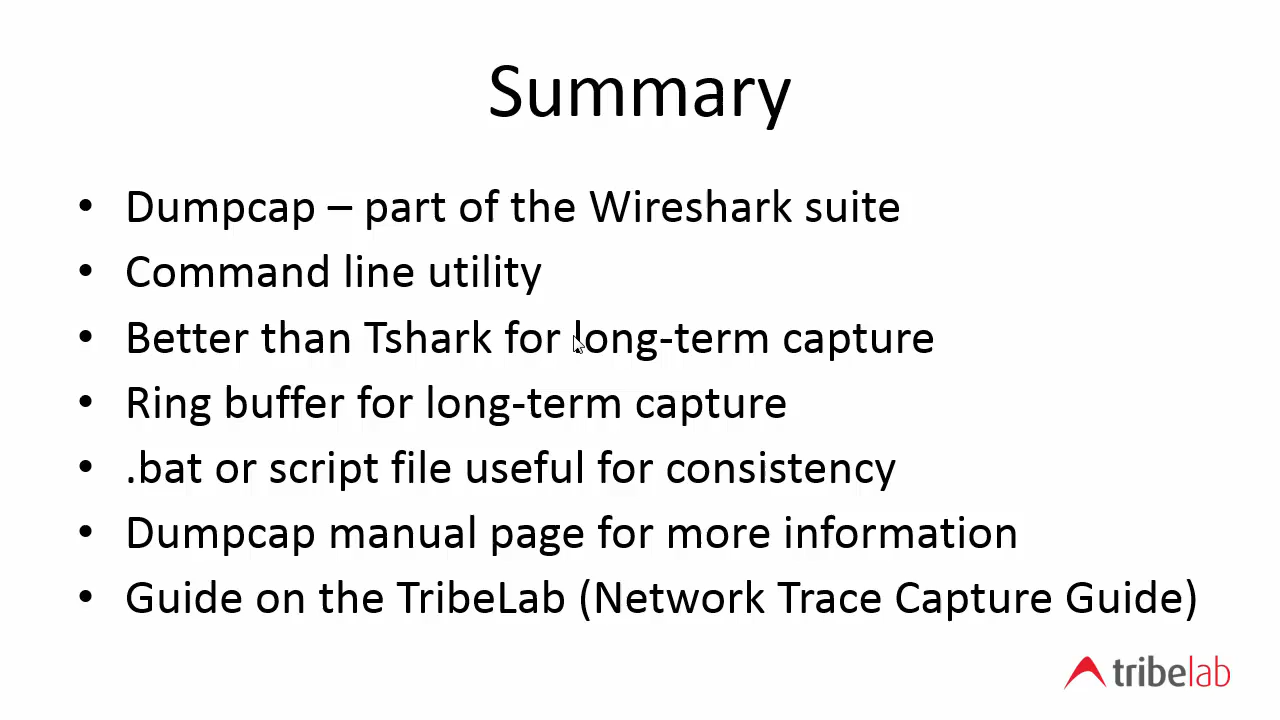 Summary
• Dumpcap – part of the Wireshark suite
• Command line utility
• Better than Tshark for long-term capture
• Ring buffer for long-term capture
• .bat or script file useful for consistency
• Dumpcap manual page for more information
• Guide on the TribeLab (Network Trace Capture Guide)
tribelab